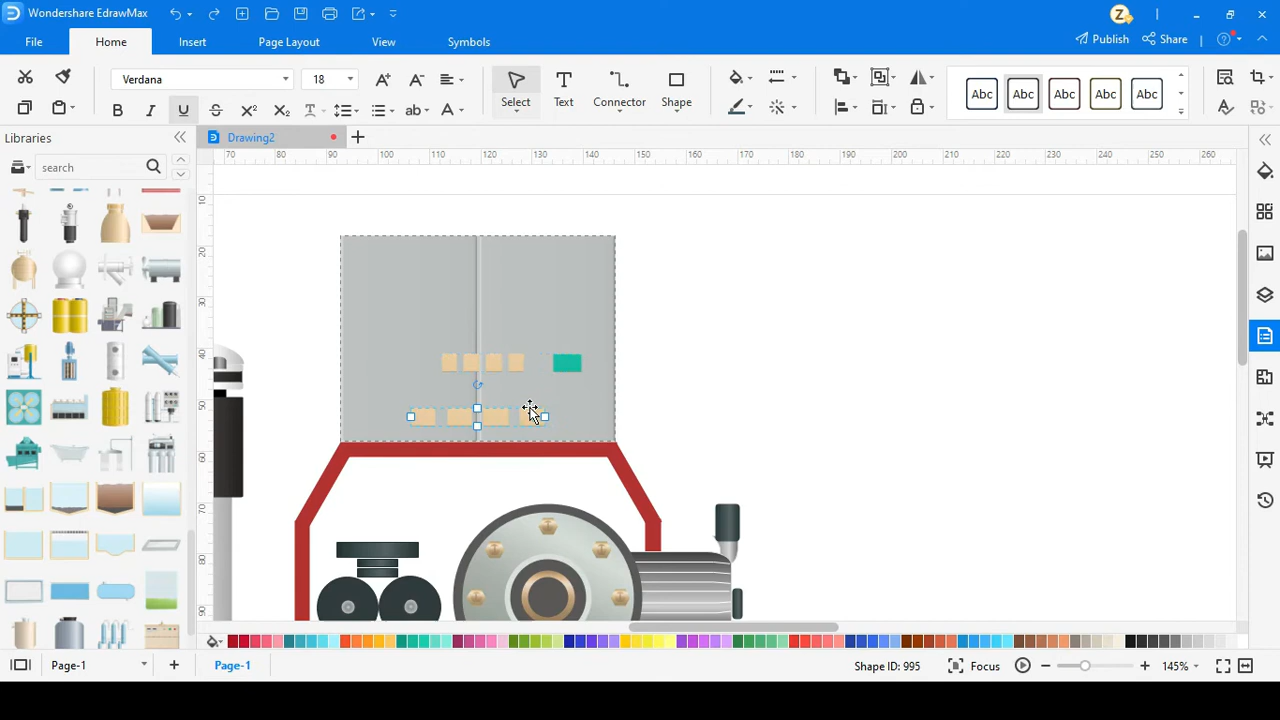 Wondershare EdrawMax
Z
File
Home
Insert
Page Layout
View
Symbols
Publish
Share
Verdana
18
Select
Text
Connector
Shape
Abc
Abc
Abc
Abc
Abc
Libraries
Drawing2
search
70 80 90 100 110 120 130 140 150 160 170 180 190 200 210 220 230 240 250 260
10
20
30
40
50
60
70
80
90
Page-1
Page-1
Shape ID: 995
Focus
145%